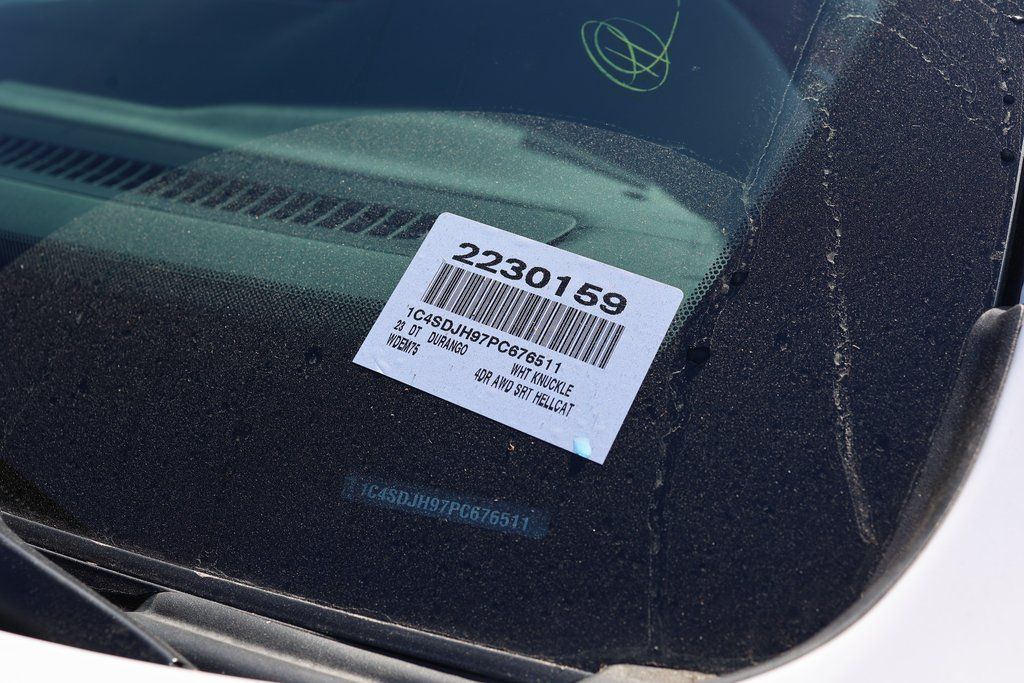 2230159
1C4SDJH97PC676511
23 DT DURANGO WHT KNUCKLE
WDEM75 4DR AWD SRT HELLCAT
1C4SDJH97PC676511